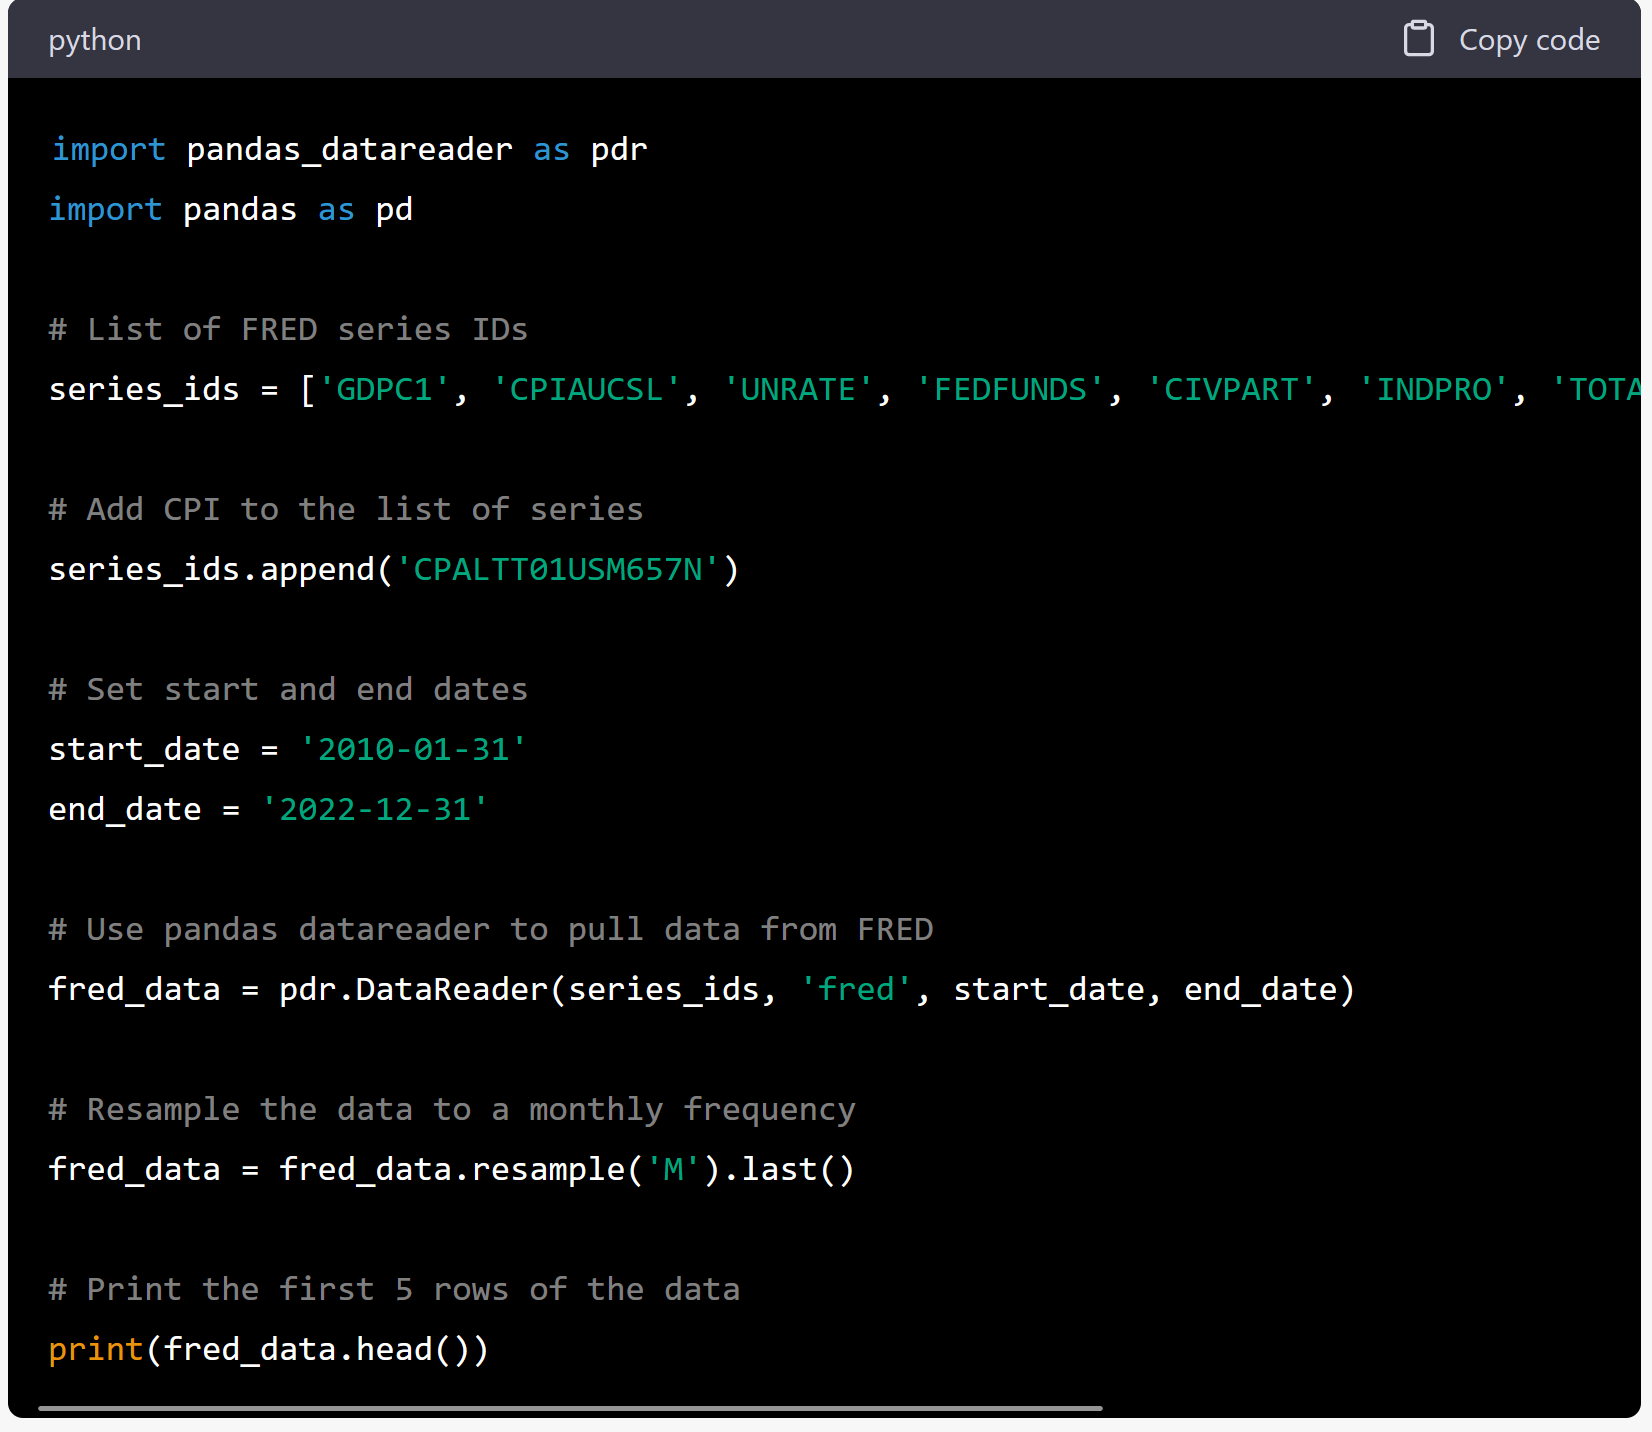 python
Copy code
import pandas_datareader as pdr
import pandas as pd
# List of FRED series IDs
series_ids = ['GDPC1', 'CPIAUCSL', 'UNRATE', 'FEDFUNDS', 'CIVPART', 'INDPRO', 'TOTA
# Add CPI to the list of series
series_ids.append('CPALTT01USM657N')
# Set start and end dates
start_date = '2010-01-31'
end_date = '2022-12-31'
# Use pandas datareader to pull data from FRED
fred_data = pdr.DataReader(series_ids, 'fred', start_date, end_date)
# Resample the data to a monthly frequency
fred_data = fred_data.resample('M').last()
# Print the first 5 rows of the data
print(fred_data.head())